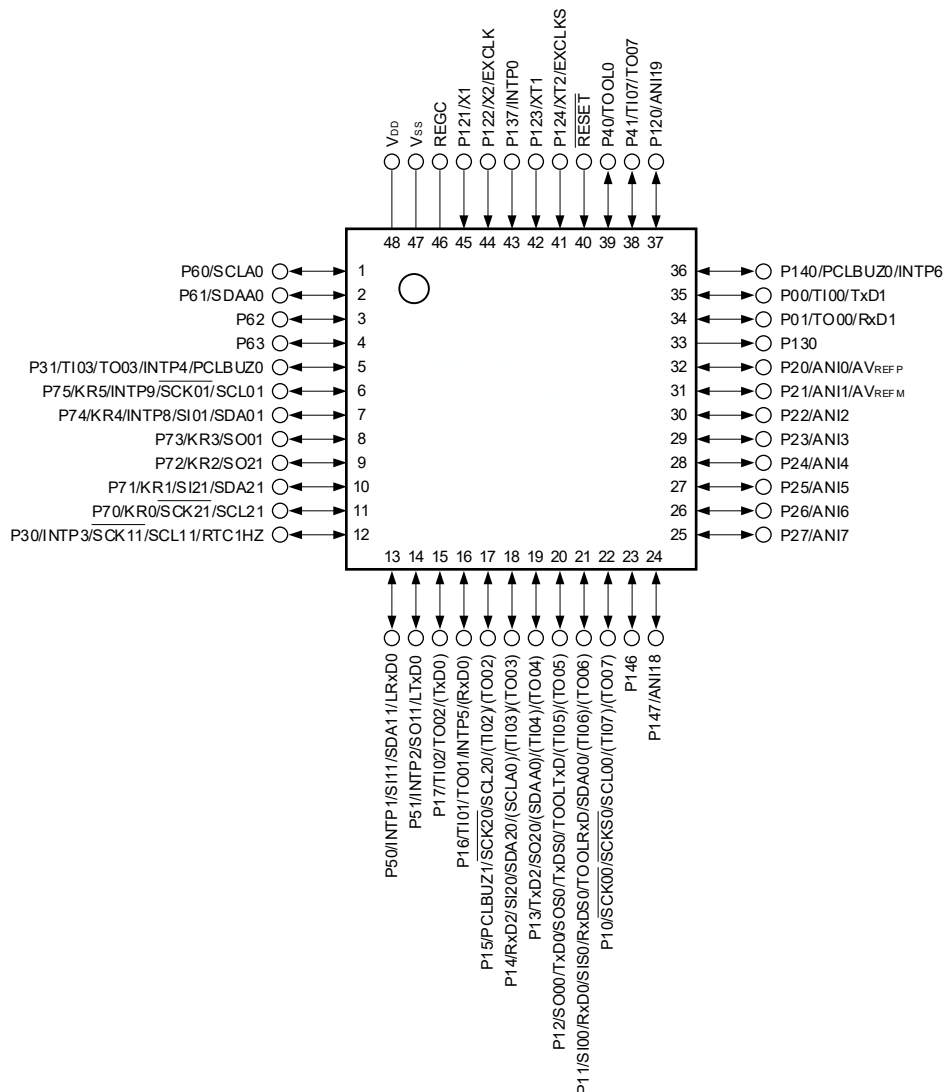 VDD
VSS
REGC
P121/X1
P122/X2/EXCLK
P137/INTP0
P123/XT1
P124/XT2/EXCLKS
RESET
P40/TOOL0
P41/TI07/TO07
P120/ANI19
48 47 46 45 44 43 42 41 40 39 38 37
P60/SCLA0 1
P61/SDAA0 2
P62 3
P63 4
P31/TI03/TO03/INTP4/PCLBUZ0 5
P75/KR5/INTP9/SCK01/SCL01 6
P74/KR4/INTP8/SI01/SDA01 7
P73/KR3/SO01 8
P72/KR2/SO21 9
P71/KR1/SI21/SDA21 10
P70/KR0/SCK21/SCL21 11
P30/INTP3/SCK11/SCL11/RTC1HZ 12
36 P140/PCLBUZ0/INTP6
35 P00/TI00/TxD1
34 P01/TO00/RxD1
33 P130
32 P20/ANI0/AVREFP
31 P21/ANI1/AVREFM
30 P22/ANI2
29 P23/ANI3
28 P24/ANI4
27 P25/ANI5
26 P26/ANI6
25 P27/ANI7
13 14 15 16 17 18 19 20 21 22 23 24
P50/INTP1/SI11/SDA11/LRxD0
P51/INTP2/SO11/LTxD0
P17/TI02/TO02/(TxD0)
P16/TI01/TO01/INTP5/(RxD0)
P15/PCLBUZ1/SCK20/SCL20/(TI02)/(TO02)
P14/RxD2/SI20/SDA20/(SCLA0)/(TI03)/(TO03)
P13/TxD2/SO20/(SDAA0)/(TI04)/(TO04)
P12/SO00/TxD0/SOS0/TxDS0/TOOLTxD/(TI05)/(TO05)
P11/SI00/RxD0/SIS0/RxDS0/TOOLRxD/SDA00/(TI06)/(TO06)
P10/SCK00/SCKS0/SCL00/(TI07)/(TO07)
P146
P147/ANI18